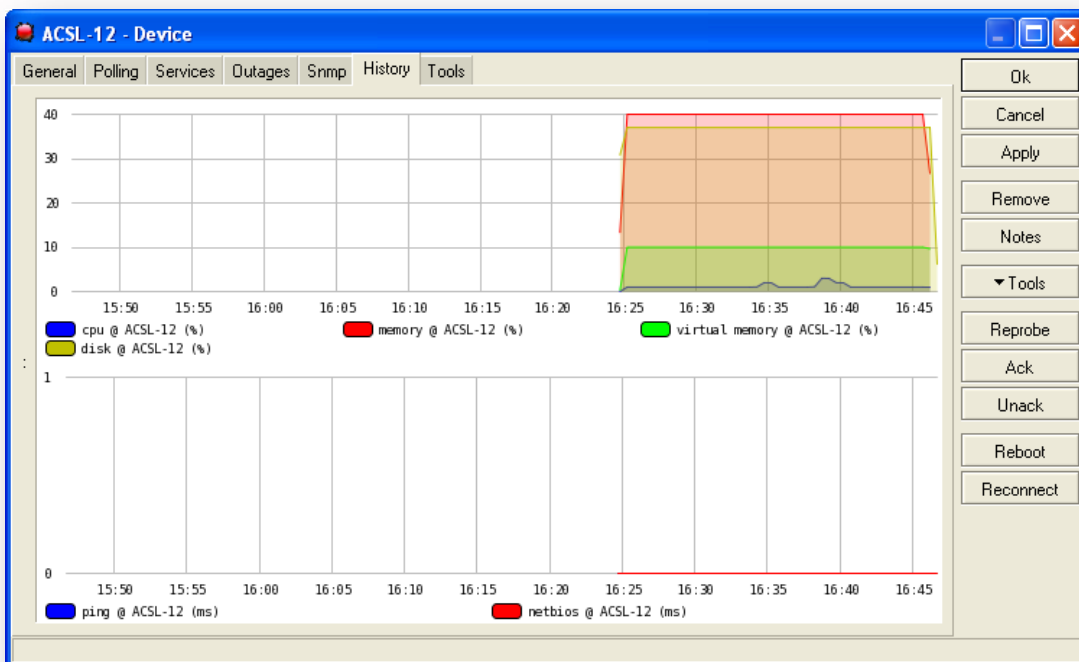 ACSL-12 - Device
General Polling Services Outages Snmp History Tools
Ok
Cancel
Apply
Remove
Notes
Tools
Reprobe
Ack
Unack
Reboot
Reconnect
40
30
20
10
0
15:50 15:55 16:00 16:05 16:10 16:15 16:20 16:25 16:30 16:35 16:40 16:45
cpu @ ACSL-12 (%) memory @ ACSL-12 (%) virtual memory @ ACSL-12 (%)
disk @ ACSL-12 (%)
:
1
0
15:50 15:55 16:00 16:05 16:10 16:15 16:20 16:25 16:30 16:35 16:40 16:45
ping @ ACSL-12 (ms) netbios @ ACSL-12 (ms)